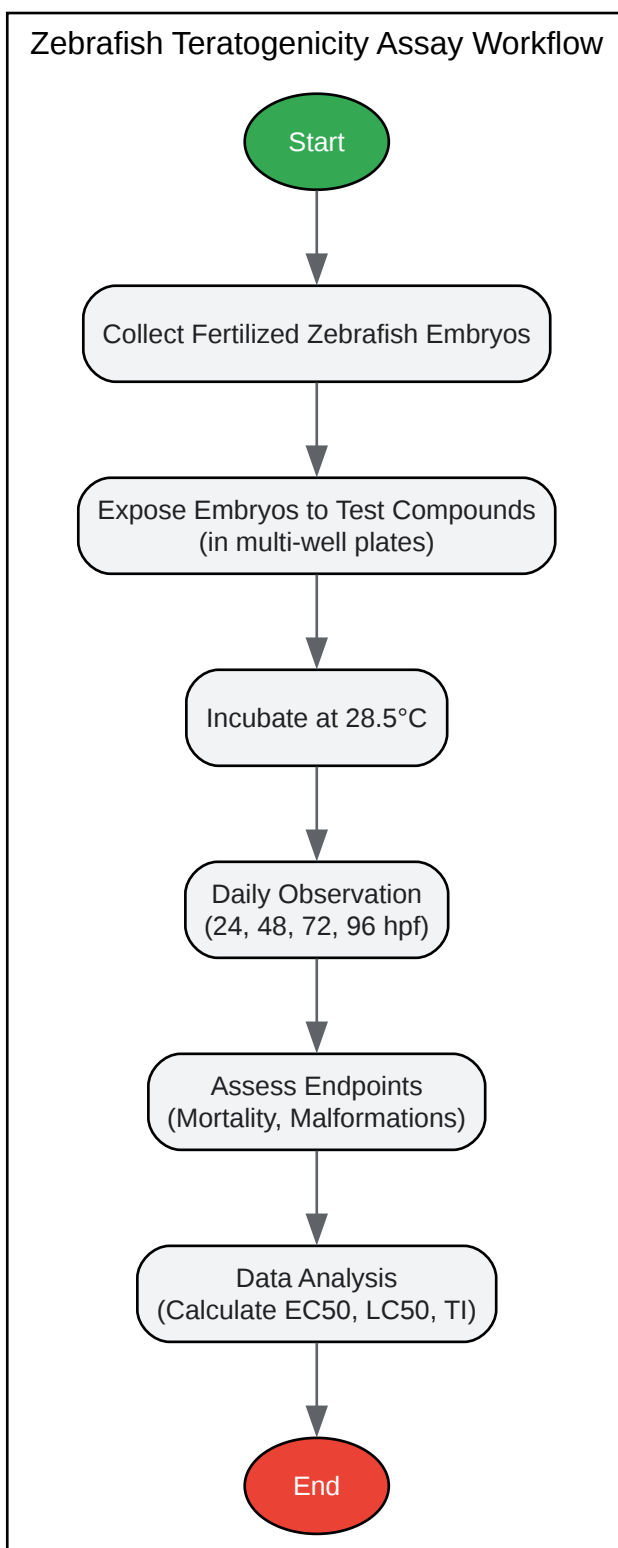 Zebrafish Teratogenicity Assay Workflow
Start
Collect Fertilized Zebrafish Embryos
Expose Embryos to Test Compounds
(in multi-well plates)
Incubate at 28.5°C
Daily Observation
(24, 48, 72, 96 hpf)
Assess Endpoints
(Mortality, Malformations)
Data Analysis
(Calculate EC50, LC50, TI)
End